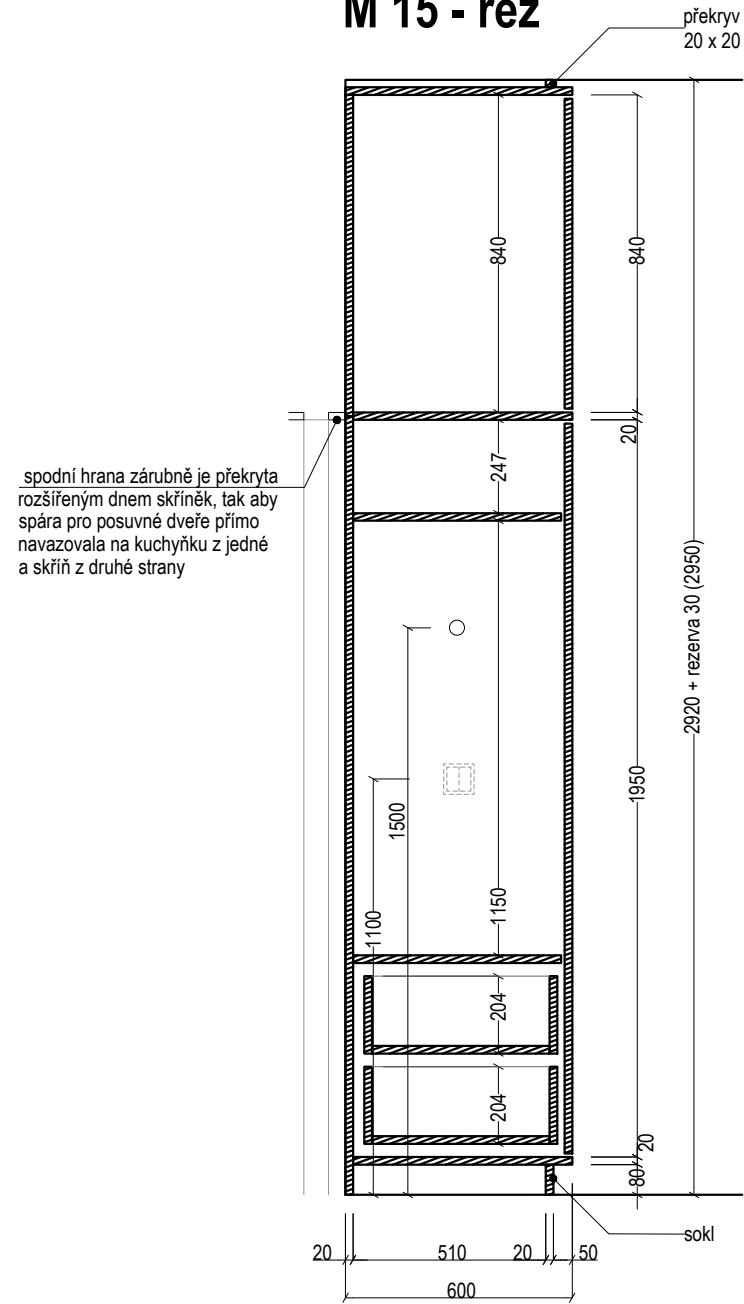 M 15 - řez
překryv
20 x 20
840
840
20
247
spodní hrana zárubně je překryta
rozšířeným dnem skříněk, tak aby
spára pro posuvné dveře přímo
navazovala na kuchyňku z jedné
a skříň z druhé strany
2920 + rezerva 30 (2950)
1950
1500
1150
1100
204
204
20
80
sokl
20
510
20
50
600